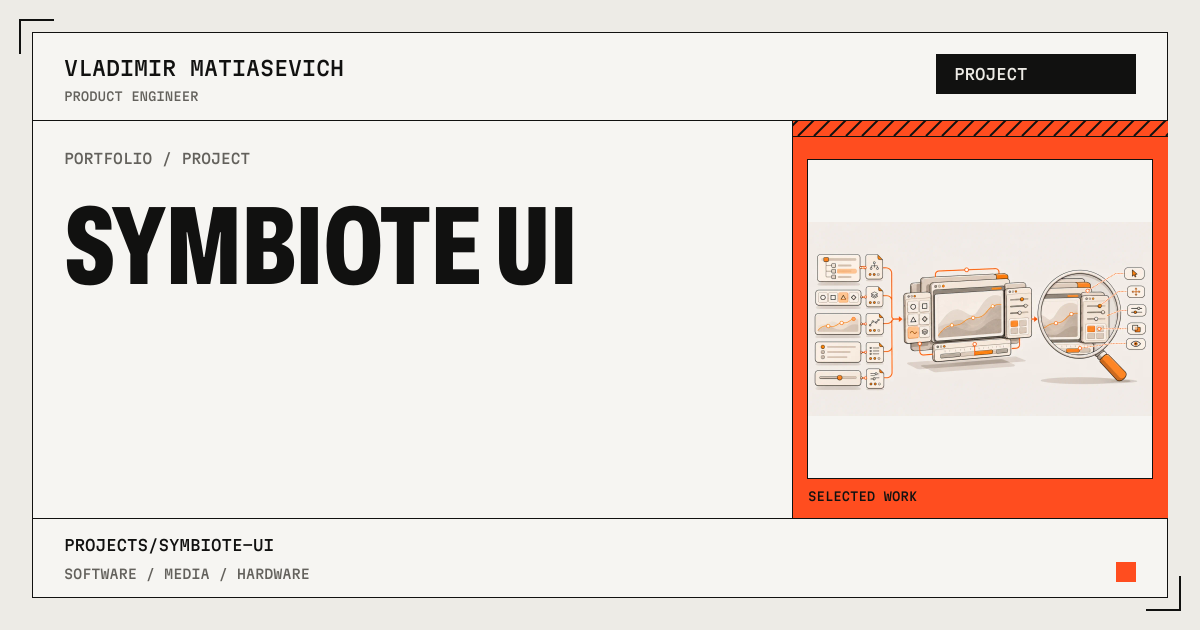 VLADIMIR MATIASEVICH
PRODUCT ENGINEER
PROJECT
PORTFOLIO / PROJECT
SYMBIOTE UI
SELECTED WORK
PROJECTS/SYMBIOTE-UI
SOFTWARE / MEDIA / HARDWARE